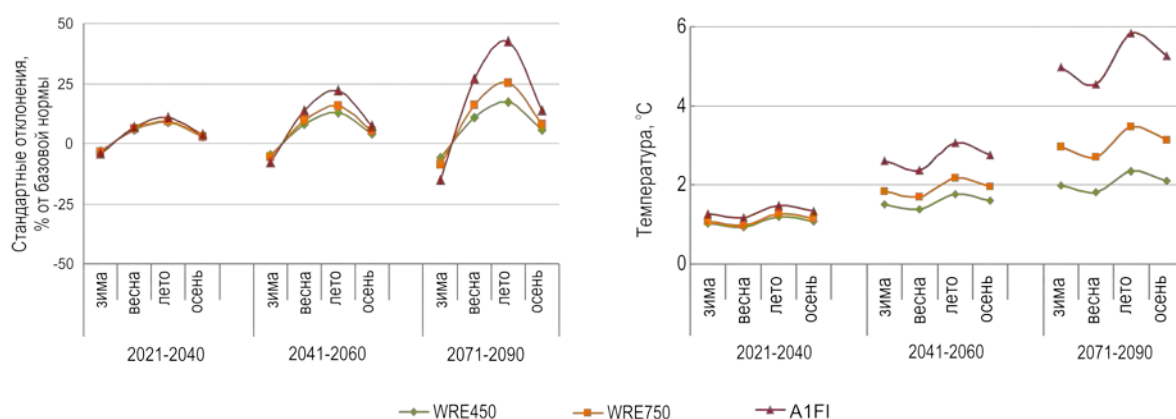 Стандартные отклонения,
% от базовой нормы
50
25
0
-25
-50
зима
весна
лето
осень
зима
весна
лето
осень
зима
весна
лето
осень
2021-2040
2041-2060
2071-2090
Температура, °C
6
4
2
0
зима
весна
лето
осень
зима
весна
лето
осень
зима
весна
лето
осень
2021-2040
2041-2060
2071-2090
WRE450
WRE750
A1FI